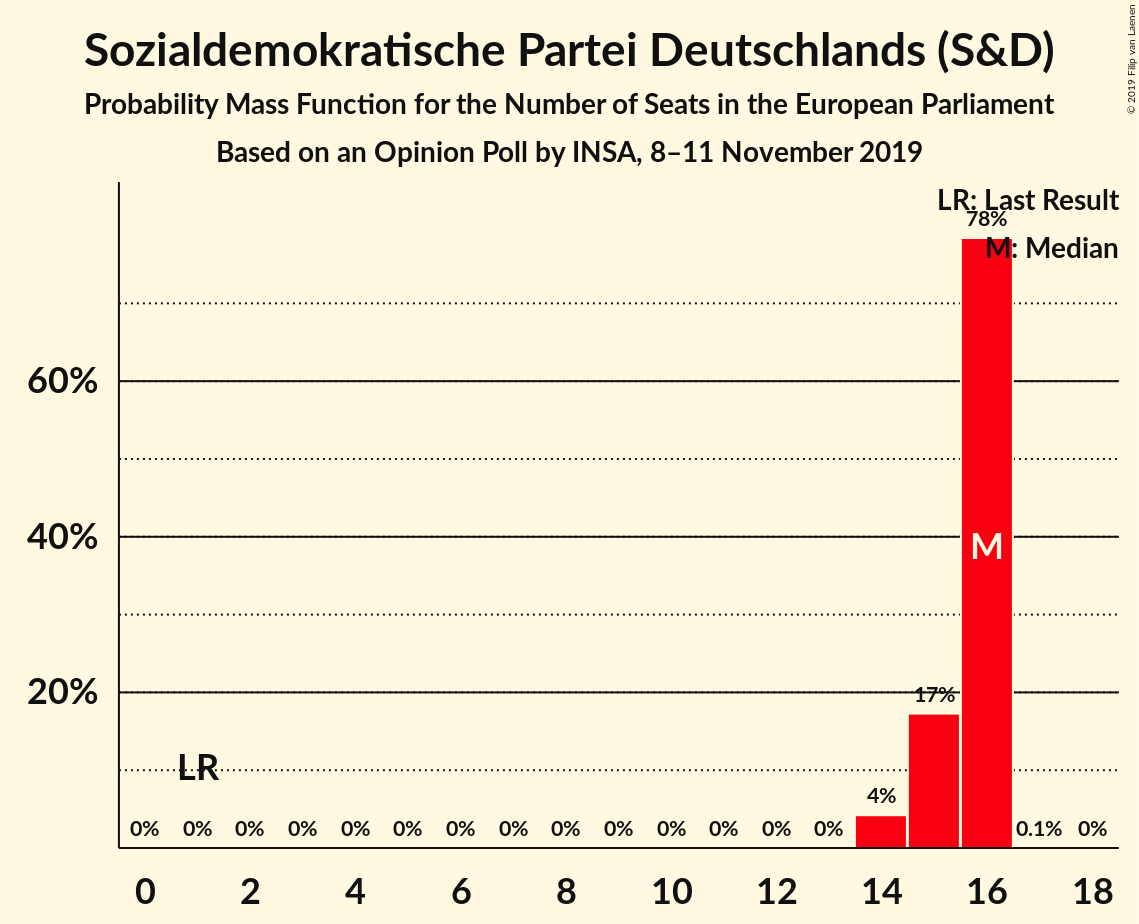 Sozialdemokratische Partei Deutschlands (S&D)
Probability Mass Function for the Number of Seats in the European Parliament
Based on an Opinion Poll by INSA, 8–11 November 2019
© 2019 Filip van Laenen
LR: Last Result
78%
M: Median
60%
40%
M
20%
17%
LR
4%
0% 0% 0% 0% 0% 0% 0% 0% 0% 0% 0% 0% 0% 0% 0.1% 0%
0 2 4 6 8 10 12 14 16 18